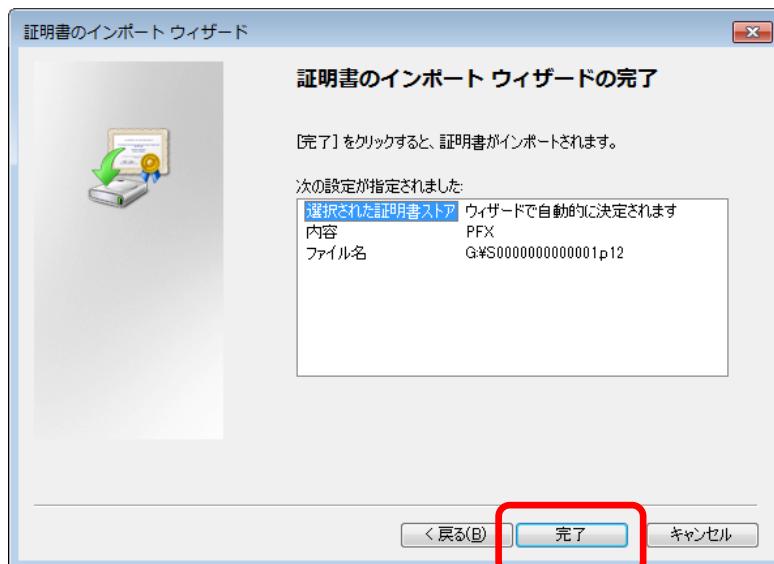 証明書のインポート ウィザード
証明書のインポート ウィザードの完了
[完了] をクリックすると、証明書がインポートされます。
次の設定が指定されました:
選択された証明書ストア ウィザードで自動的に決定されます
内容 PFX
ファイル名 G:¥S0000000000001.p12
< 戻る(B) 完了 キャンセル